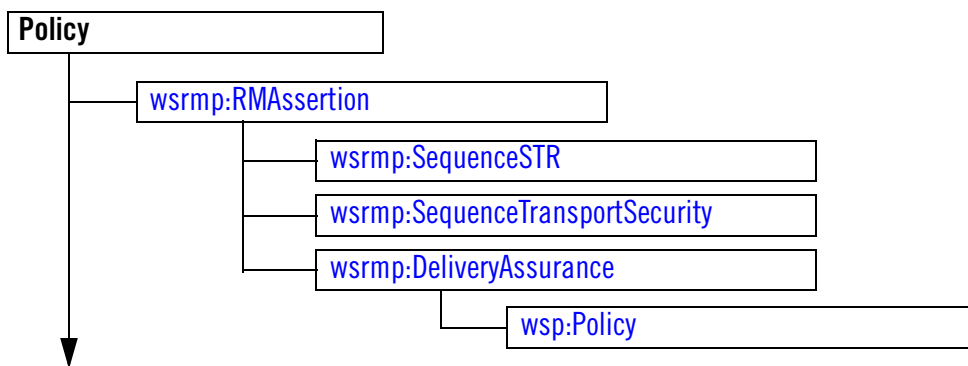 Policy
wsrmp:RMAssertion
wsrmp:SequenceSTR
wsrmp:SequenceTransportSecurity
wsrmp:DeliveryAssurance
wsp:Policy